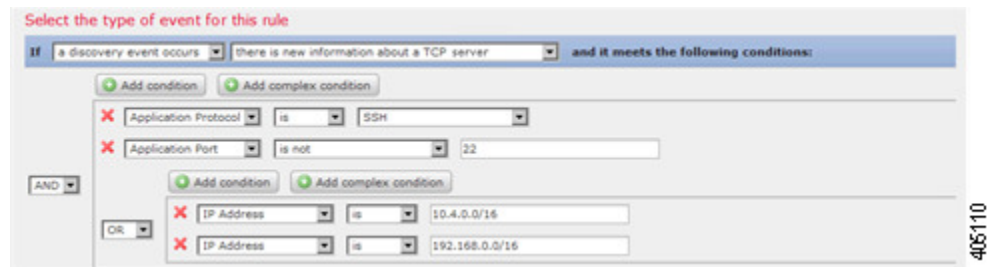 Select the type of event for this rule
If a discovery event occurs there is new information about a TCP server and it meets the following conditions:
Add condition Add complex condition
Application Protocol is SSH
Application Port is not 22
AND
Add condition Add complex condition
OR
IP Address is 10.4.0.0/16
IP Address is 192.168.0.0/16
405110